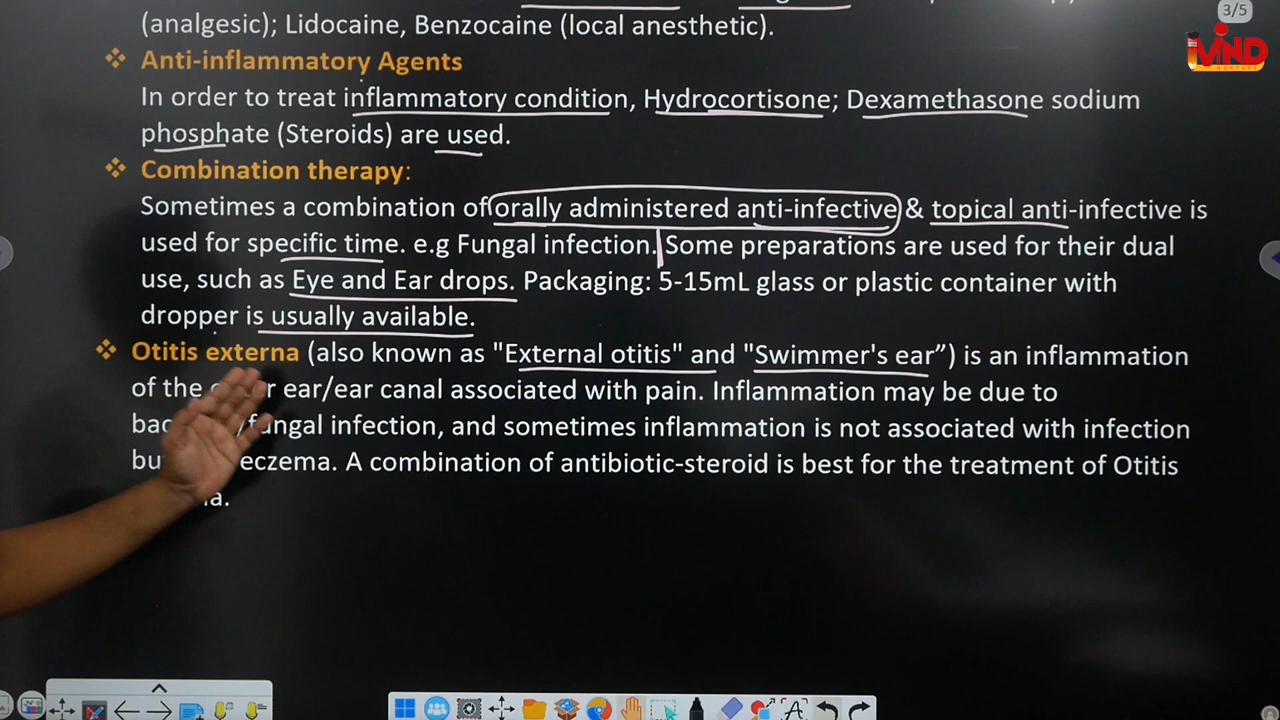 3/5
MIND
(analgesic); Lidocaine, Benzocaine (local anesthetic).
Anti-inflammatory Agents
In order to treat inflammatory condition, Hydrocortisone; Dexamethasone sodium
phosphate (Steroids) are used.
Combination therapy:
Sometimes a combination of orally administered anti-infective & topical anti-infective is
used for specific time. e.g Fungal infection. Some preparations are used for their dual
use, such as Eye and Ear drops. Packaging: 5-15mL glass or plastic container with
dropper is usually available.
Otitis externa (also known as "External otitis" and "Swimmer's ear”) is an inflammation
of the ear/ear canal associated with pain. Inflammation may be due to
fungal infection, and sometimes inflammation is not associated with infection
eczema. A combination of antibiotic-steroid is best for the treatment of Otitis